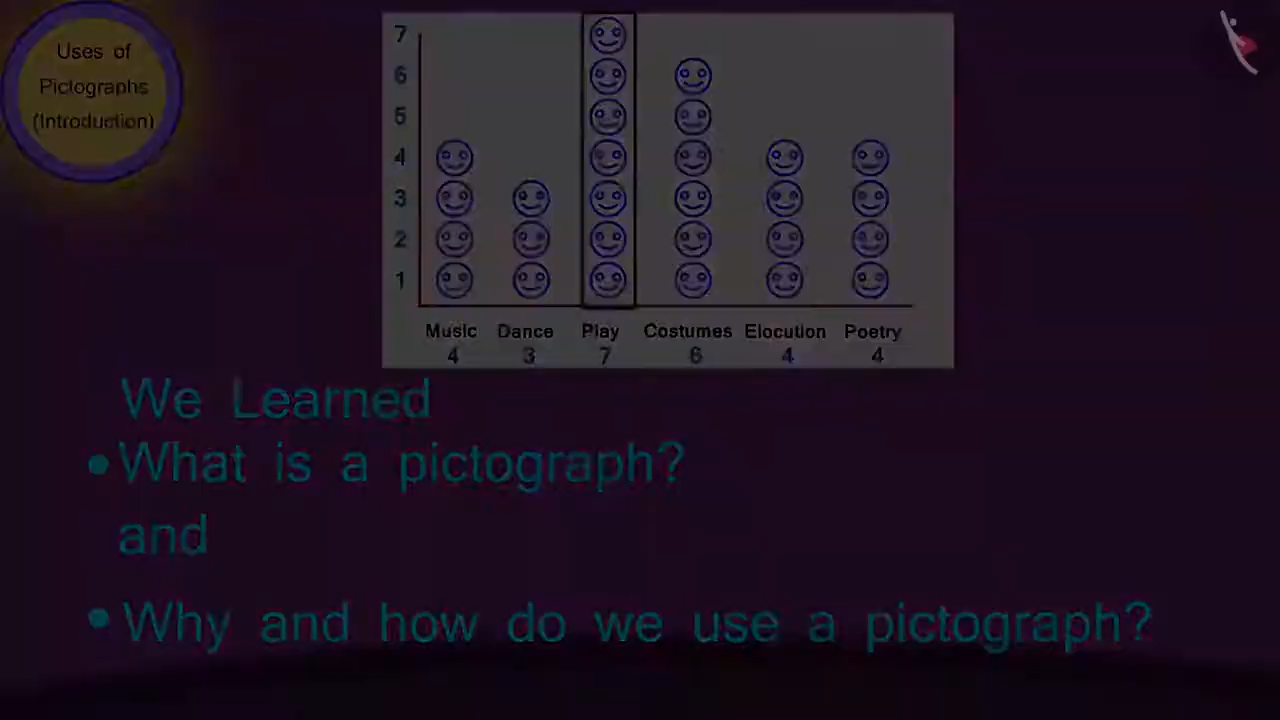 Uses of
Pictographs
(Introduction)
7
6
5
4
3
2
1
Music Dance Play Costumes Elocution Poetry
4 3 7 6 4 4
We Learned
• What is a pictograph?
and
• Why and how do we use a pictograph?